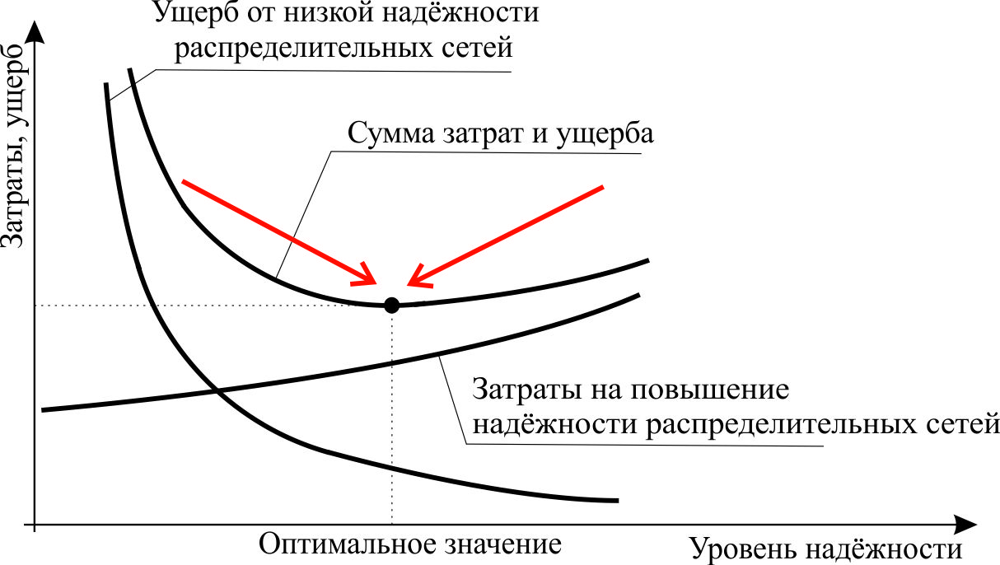 Ущерб от низкой надёжности
распределительных сетей
Затраты, ущерб
Сумма затрат и ущерба
Затраты на повышение
надёжности распределительных сетей
Оптимальное значение
Уровень надёжности